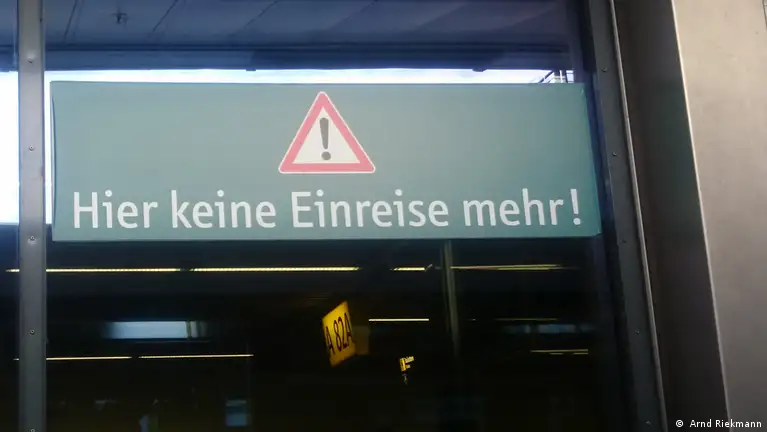 Hier keine Einreise mehr!
A 82A
© Arnd Riekmann